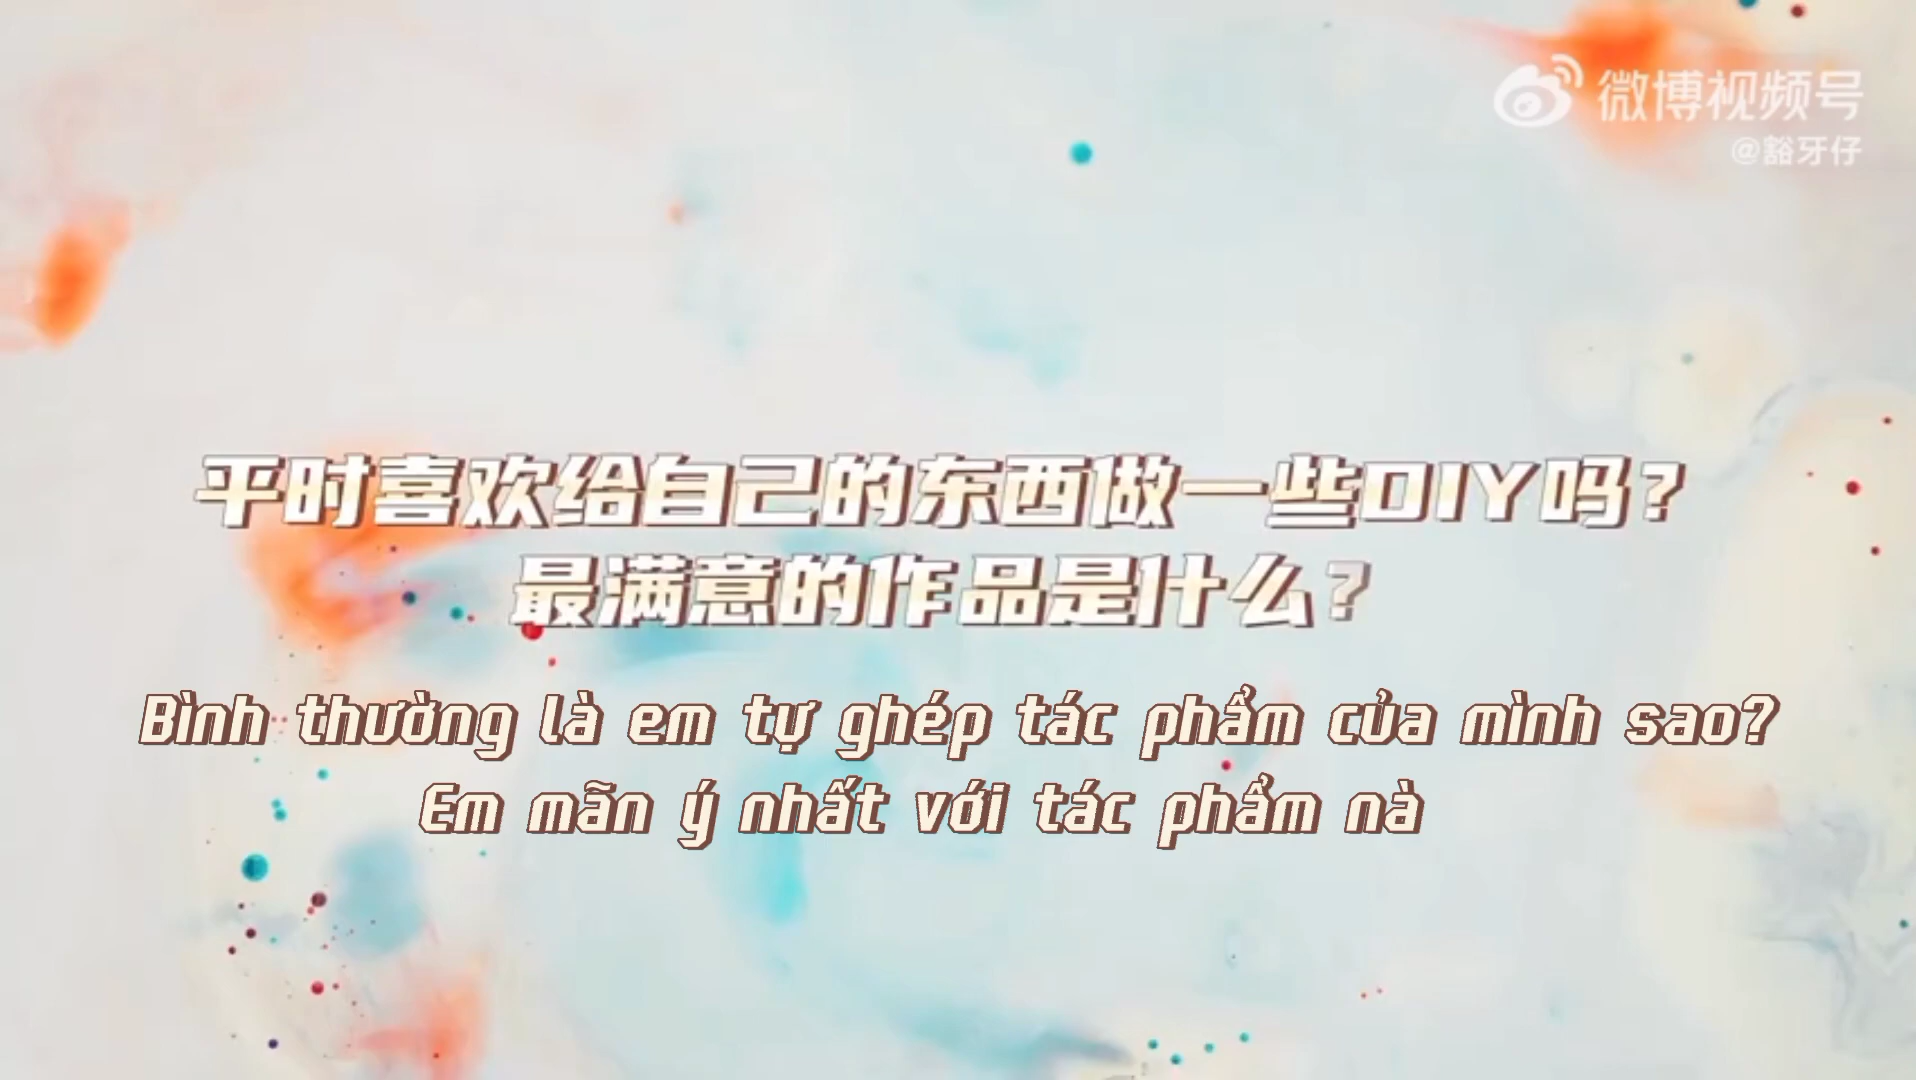 微博视频号
@豁牙仔
平时喜欢给自己的东西做一些DIY吗？
最满意的作品是什么？
Bình thường là em tự ghép tác phẩm của mình sao?
Em mãn ý nhất với tác phẩm nà